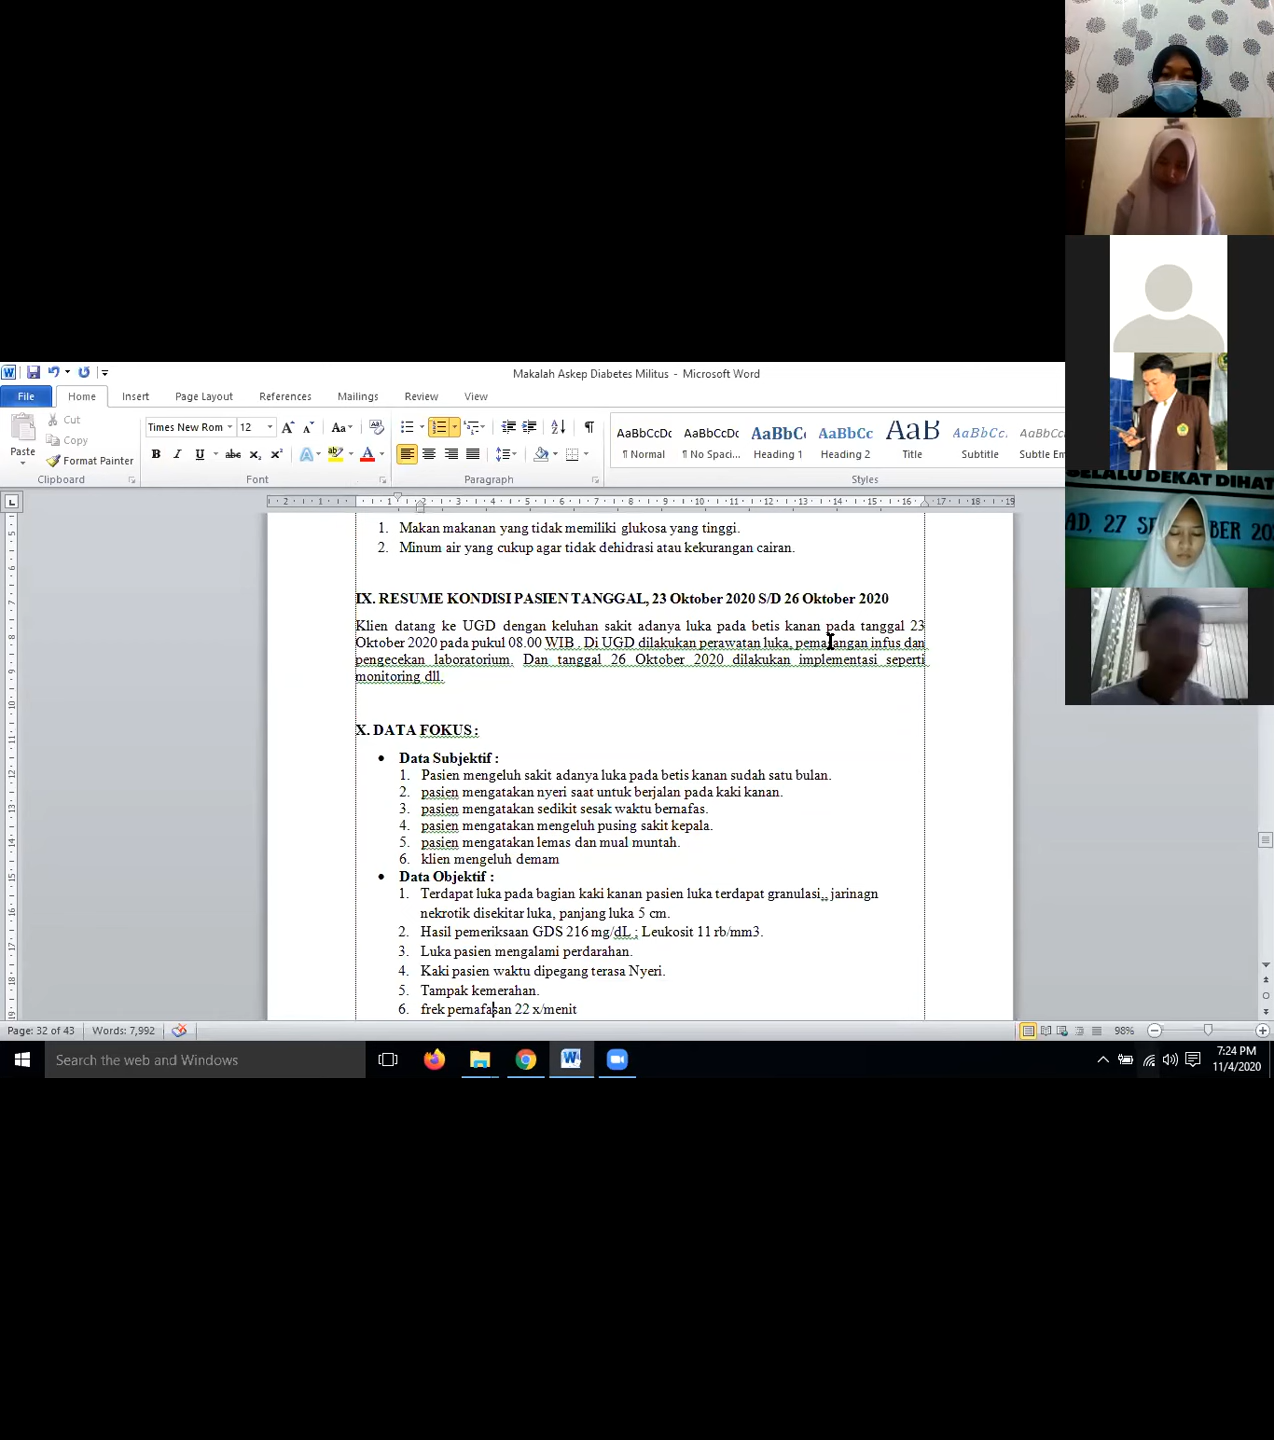 Makalah Askep Diabetes Militus - Microsoft Word
File Home Insert Page Layout References Mailings Review View
Cut
Copy
Paste
Format Painter
Times New Rom 12
AaBbCcDc AaBbCcDc AaBbCc AaBbCc AaB AaBbCc. AaBbCcDc
¶ Normal ¶ No Spaci... Heading 1 Heading 2 Title Subtitle Subtle Em
Clipboard Font Paragraph Styles
1. Makan makanan yang tidak memiliki glukosa yang tinggi.
2. Minum air yang cukup agar tidak dehidrasi atau kekurangan cairan.
IX. RESUME KONDISI PASIEN TANGGAL, 23 Oktober 2020 S/D 26 Oktober 2020
Klien datang ke UGD dengan keluhan sakit adanya luka pada betis kanan pada tanggal 23
Oktober 2020 pada pukul 08.00 WIB . Di UGD dilakukan perawatan luka, pemasangan infus dan
pengecekan laboratorium. Dan tanggal 26 Oktober 2020 dilakukan implementasi seperti
monitoring dll.
X. DATA FOKUS :
• Data Subjektif :
1. Pasien mengeluh sakit adanya luka pada betis kanan sudah satu bulan.
2. pasien mengatakan nyeri saat untuk berjalan pada kaki kanan.
3. pasien mengatakan sedikit sesak waktu bernafas.
4. pasien mengatakan mengeluh pusing sakit kepala.
5. pasien mengatakan lemas dan mual muntah.
6. klien mengeluh demam
• Data Objektif :
1. Terdapat luka pada bagian kaki kanan pasien luka terdapat granulasi,, jarinagn
nekrotik disekitar luka, panjang luka 5 cm.
2. Hasil pemeriksaan GDS 216 mg/dL ; Leukosit 11 rb/mm3.
3. Luka pasien mengalami perdarahan.
4. Kaki pasien waktu dipegang terasa Nyeri.
5. Tampak kemerahan.
6. frek pernafasan 22 x/menit
Page: 32 of 43 Words: 7,992 98%
Search the web and Windows
7:24 PM
11/4/2020
SELALU DEKAT DIHAT
AD, 27 SEPTEMBER 20